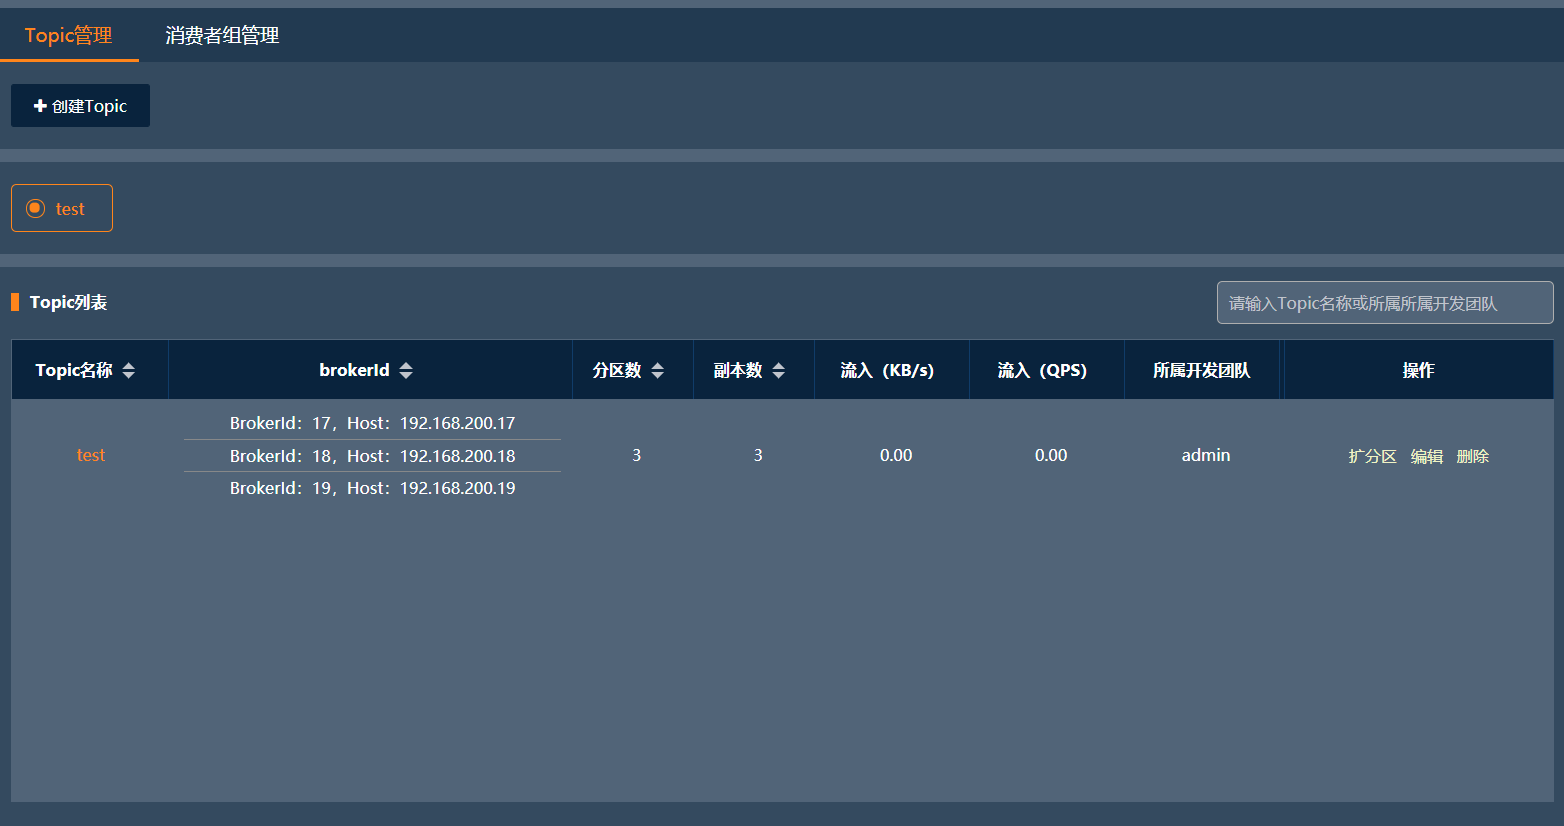 Topic管理 消费者组管理
创建Topic
test
Topic列表 请输入Topic名称或所属所属开发团队
Topic名称 brokerId 分区数 副本数 流入（KB/s) 流入（QPS) 所属开发团队 操作
BrokerId：17，Host：192.168.200.17
test BrokerId：18，Host：192.168.200.18 3 3 0.00 0.00 admin 扩分区 编辑 删除
BrokerId：19，Host：192.168.200.19